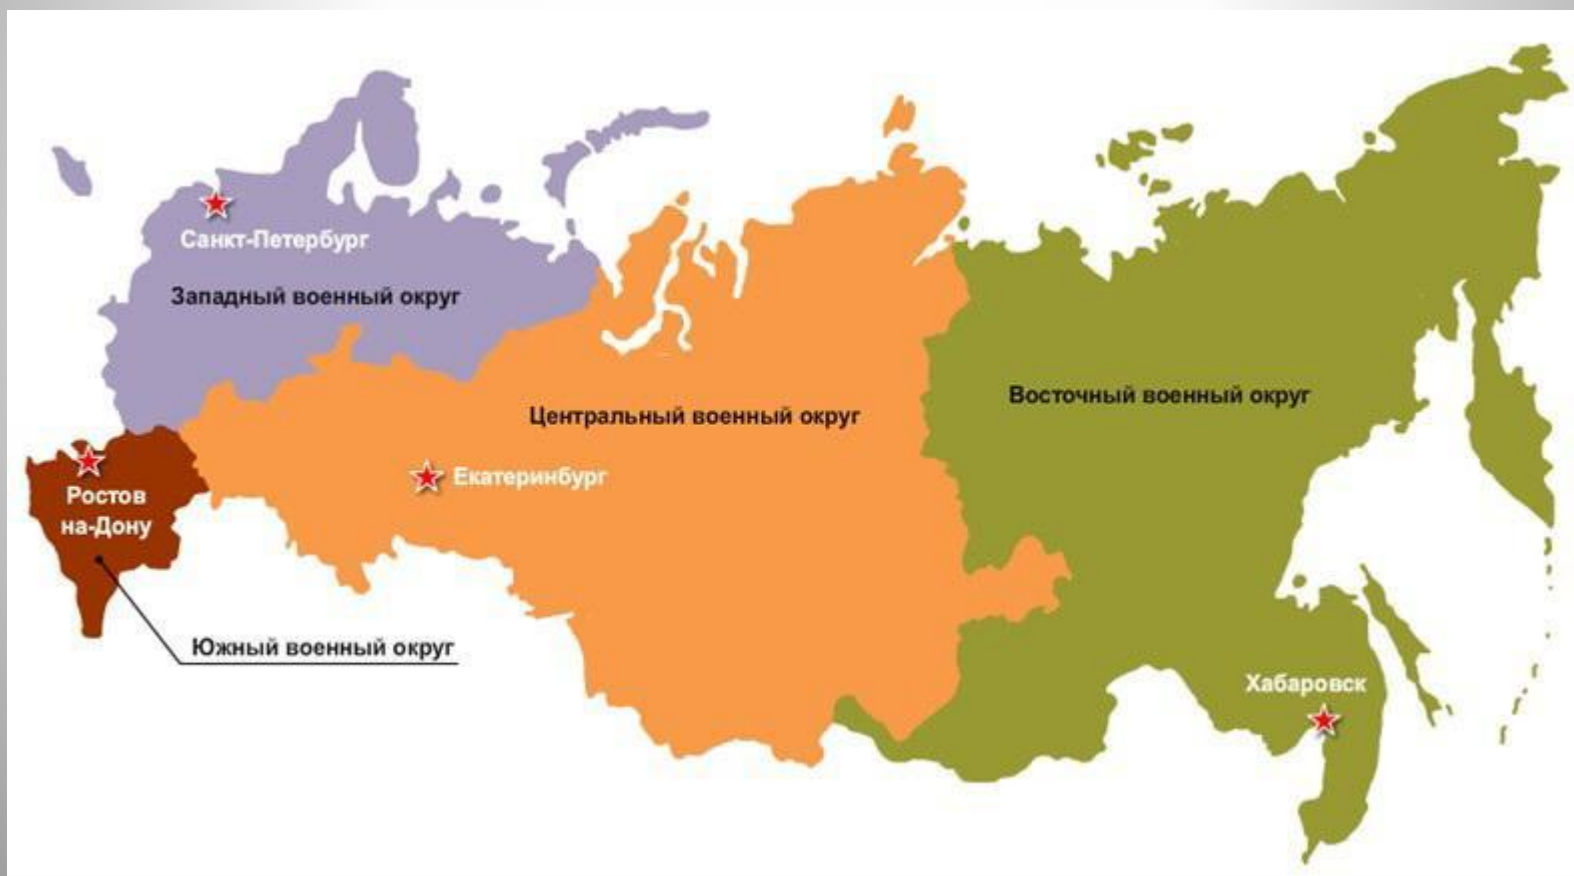 Санкт-Петербург
Западный военный округ
Восточный военный округ
Центральный военный округ
Екатеринбург
Ростов
на-Дону
Южный военный округ
Хабаровск